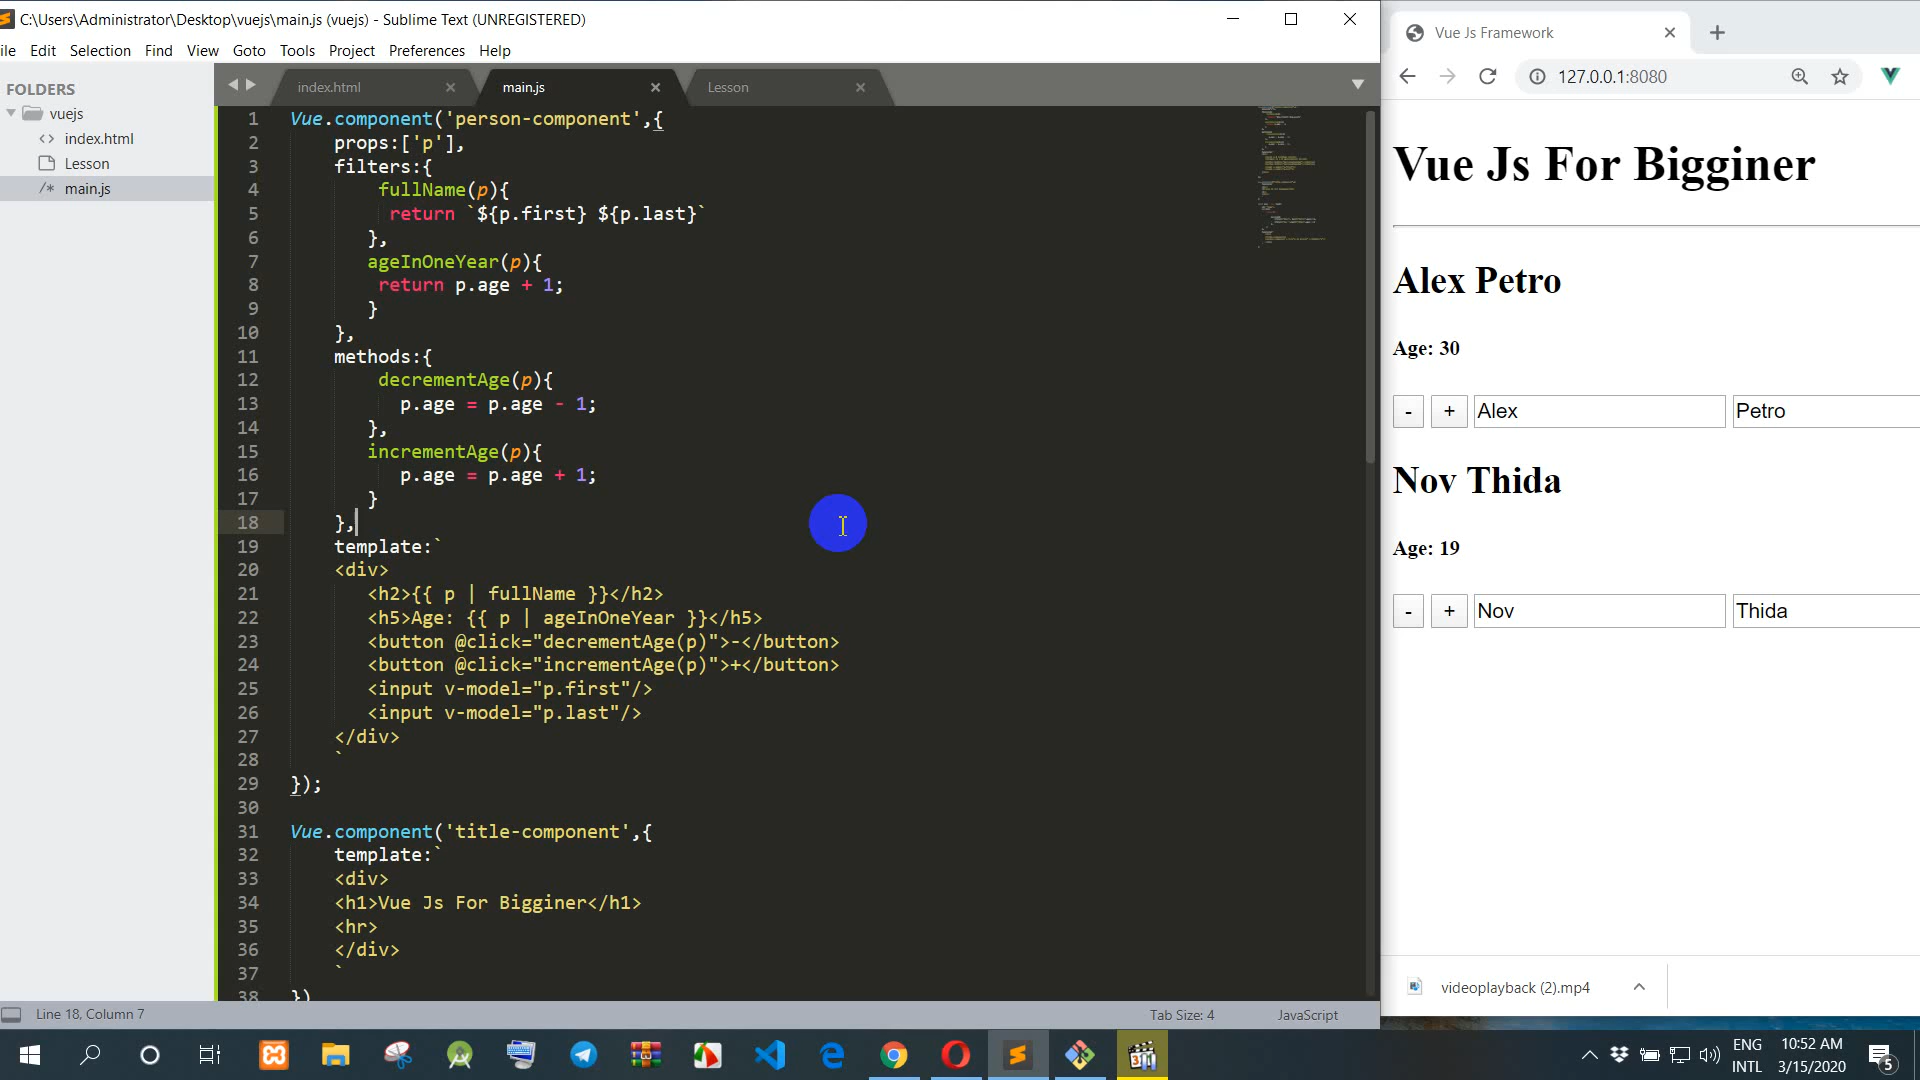 C:\Users\Administrator\Desktop\vuejs\main.js (vuejs) - Sublime Text (UNREGISTERED)
ile Edit Selection Find View Goto Tools Project Preferences Help
FOLDERS
vuejs
<> index.html
Lesson
/* main.js
index.html
main.js
Lesson
1 Vue.component('person-component',{
2 props:['p'],
3 filters:{
4 fullName(p){
5 return `${p.first} ${p.last}`
6 },
7 ageInOneYear(p){
8 return p.age + 1;
9 }
10 },
11 methods:{
12 decrementAge(p){
13 p.age = p.age - 1;
14 },
15 incrementAge(p){
16 p.age = p.age + 1;
17 }
18 },
19 template:`
20 <div>
21 <h2>{{ p | fullName }}</h2>
22 <h5>Age: {{ p | ageInOneYear }}</h5>
23 <button @click="decrementAge(p)">-</button>
24 <button @click="incrementAge(p)">+</button>
25 <input v-model="p.first"/>
26 <input v-model="p.last"/>
27 </div>
28 `
29 });
30
31 Vue.component('title-component',{
32 template:`
33 <div>
34 <h1>Vue Js For Bigginer</h1>
35 <hr>
36 </div>
37 `
38 })
Line 18, Column 7
Tab Size: 4
JavaScript
Vue Js Framework
127.0.0.1:8080
Vue Js For Bigginer
Alex Petro
Age: 30
- + Alex Petro
Nov Thida
Age: 19
- + Nov Thida
videoplayback (2).mp4
ENG
INTL
10:52 AM
3/15/2020
5